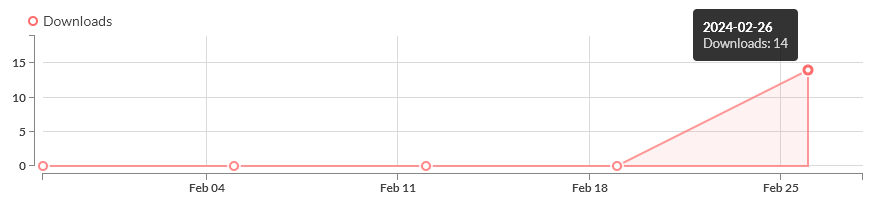 Downloads
2024-02-26
Downloads: 14
15
10
5
0
Feb 04
Feb 11
Feb 18
Feb 25